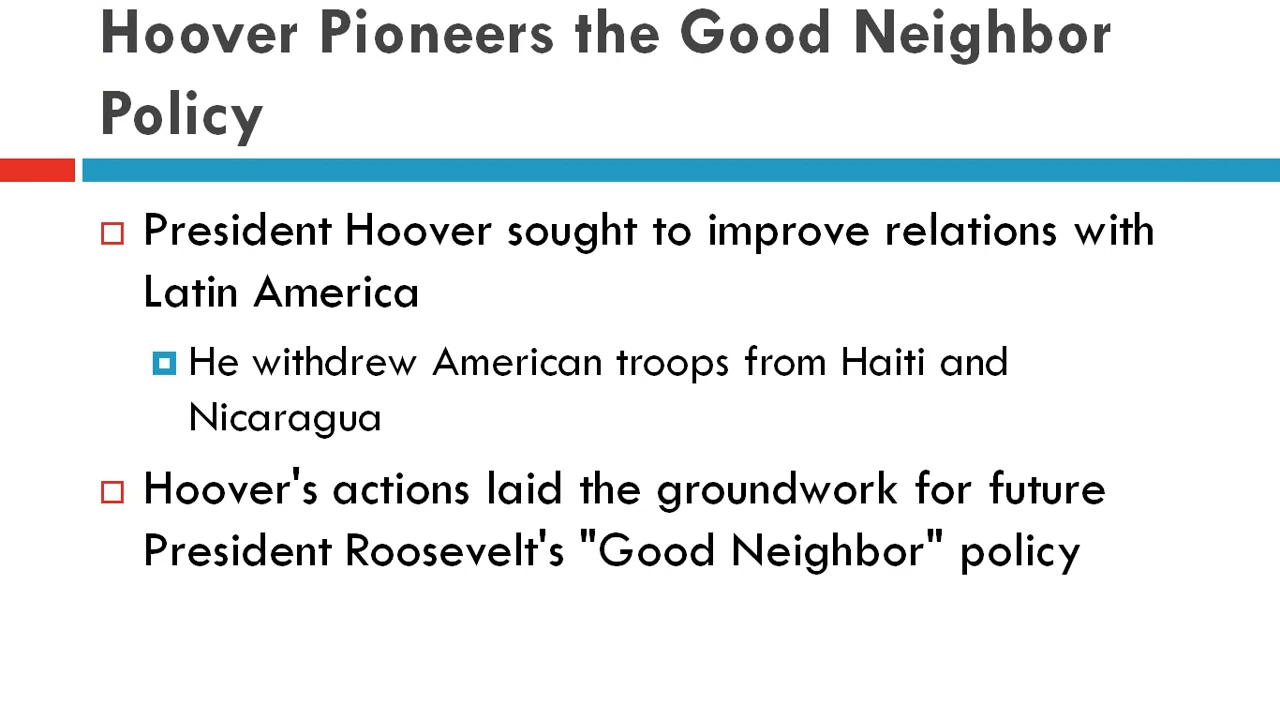 Hoover Pioneers the Good Neighbor
Policy
President Hoover sought to improve relations with
Latin America
He withdrew American troops from Haiti and
Nicaragua
Hoover's actions laid the groundwork for future
President Roosevelt's "Good Neighbor" policy